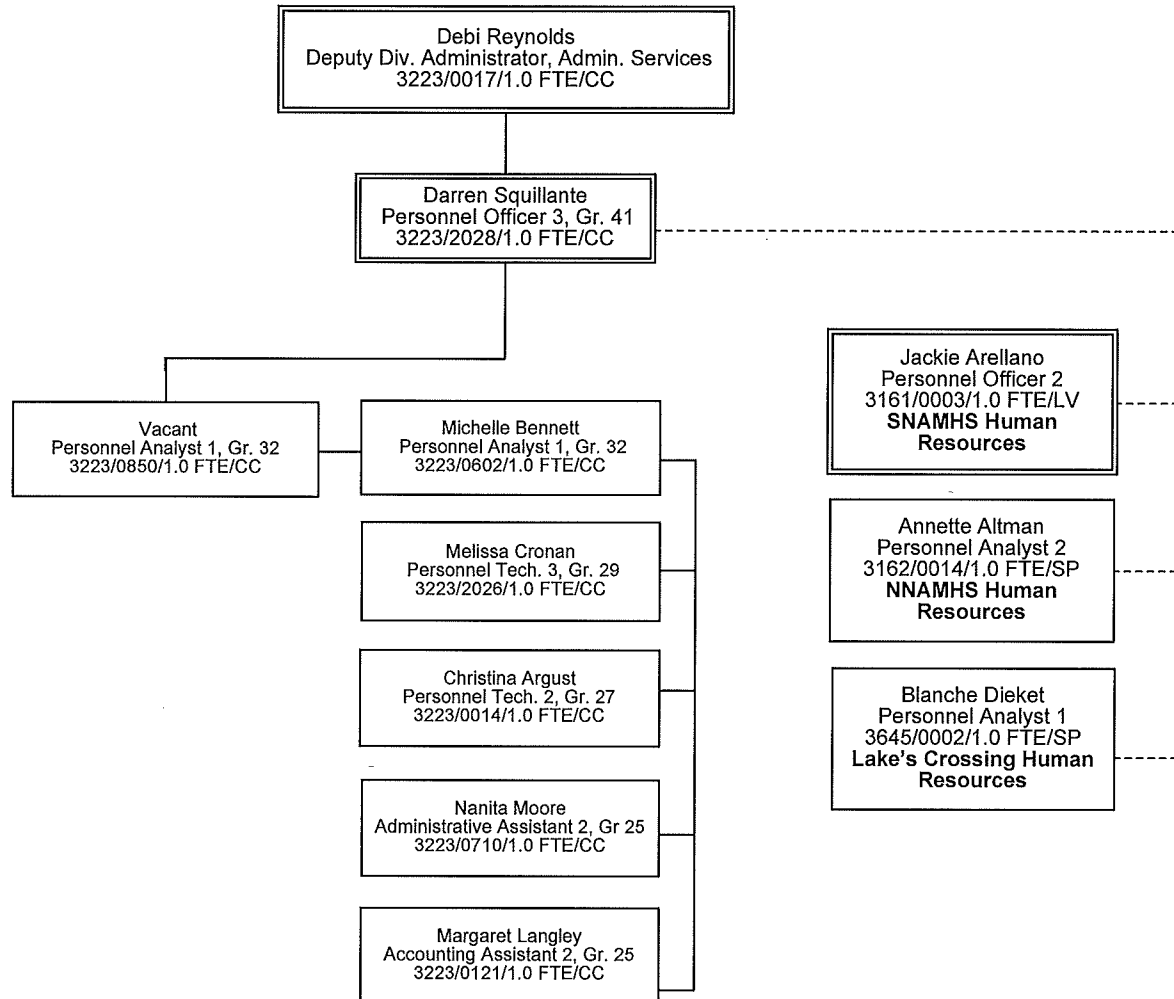 Debi Reynolds
Deputy Div. Administrator, Admin. Services
3223/0017/1.0 FTE/CC
Darren Squillante
Personnel Officer 3, Gr. 41
3223/2028/1.0 FTE/CC
Vacant
Personnel Analyst 1, Gr. 32
3223/0850/1.0 FTE/CC
Michelle Bennett
Personnel Analyst 1, Gr. 32
3223/0602/1.0 FTE/CC
Melissa Cronan
Personnel Tech. 3, Gr. 29
3223/2026/1.0 FTE/CC
Christina Argust
Personnel Tech. 2, Gr. 27
3223/0014/1.0 FTE/CC
Nanita Moore
Administrative Assistant 2, Gr 25
3223/0710/1.0 FTE/CC
Margaret Langley
Accounting Assistant 2, Gr. 25
3223/0121/1.0 FTE/CC
Jackie Arellano
Personnel Officer 2
3161/0003/1.0 FTE/LV
SNAMHS Human
Resources
Annette Altman
Personnel Analyst 2
3162/0014/1.0 FTE/SP
NNAMHS Human
Resources
Blanche Dieket
Personnel Analyst 1
3645/0002/1.0 FTE/SP
Lake's Crossing Human
Resources